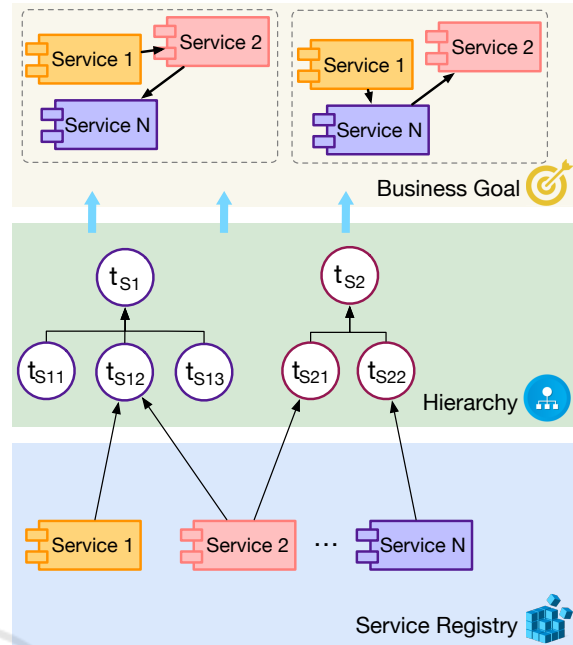 Service 1
Service 2
Service N
Service 1
Service 2
Service N
Business Goal
tS1
tS2
tS11
tS12
tS13
tS21
tS22
Hierarchy
Service 1
Service 2
...
Service N
Service Registry